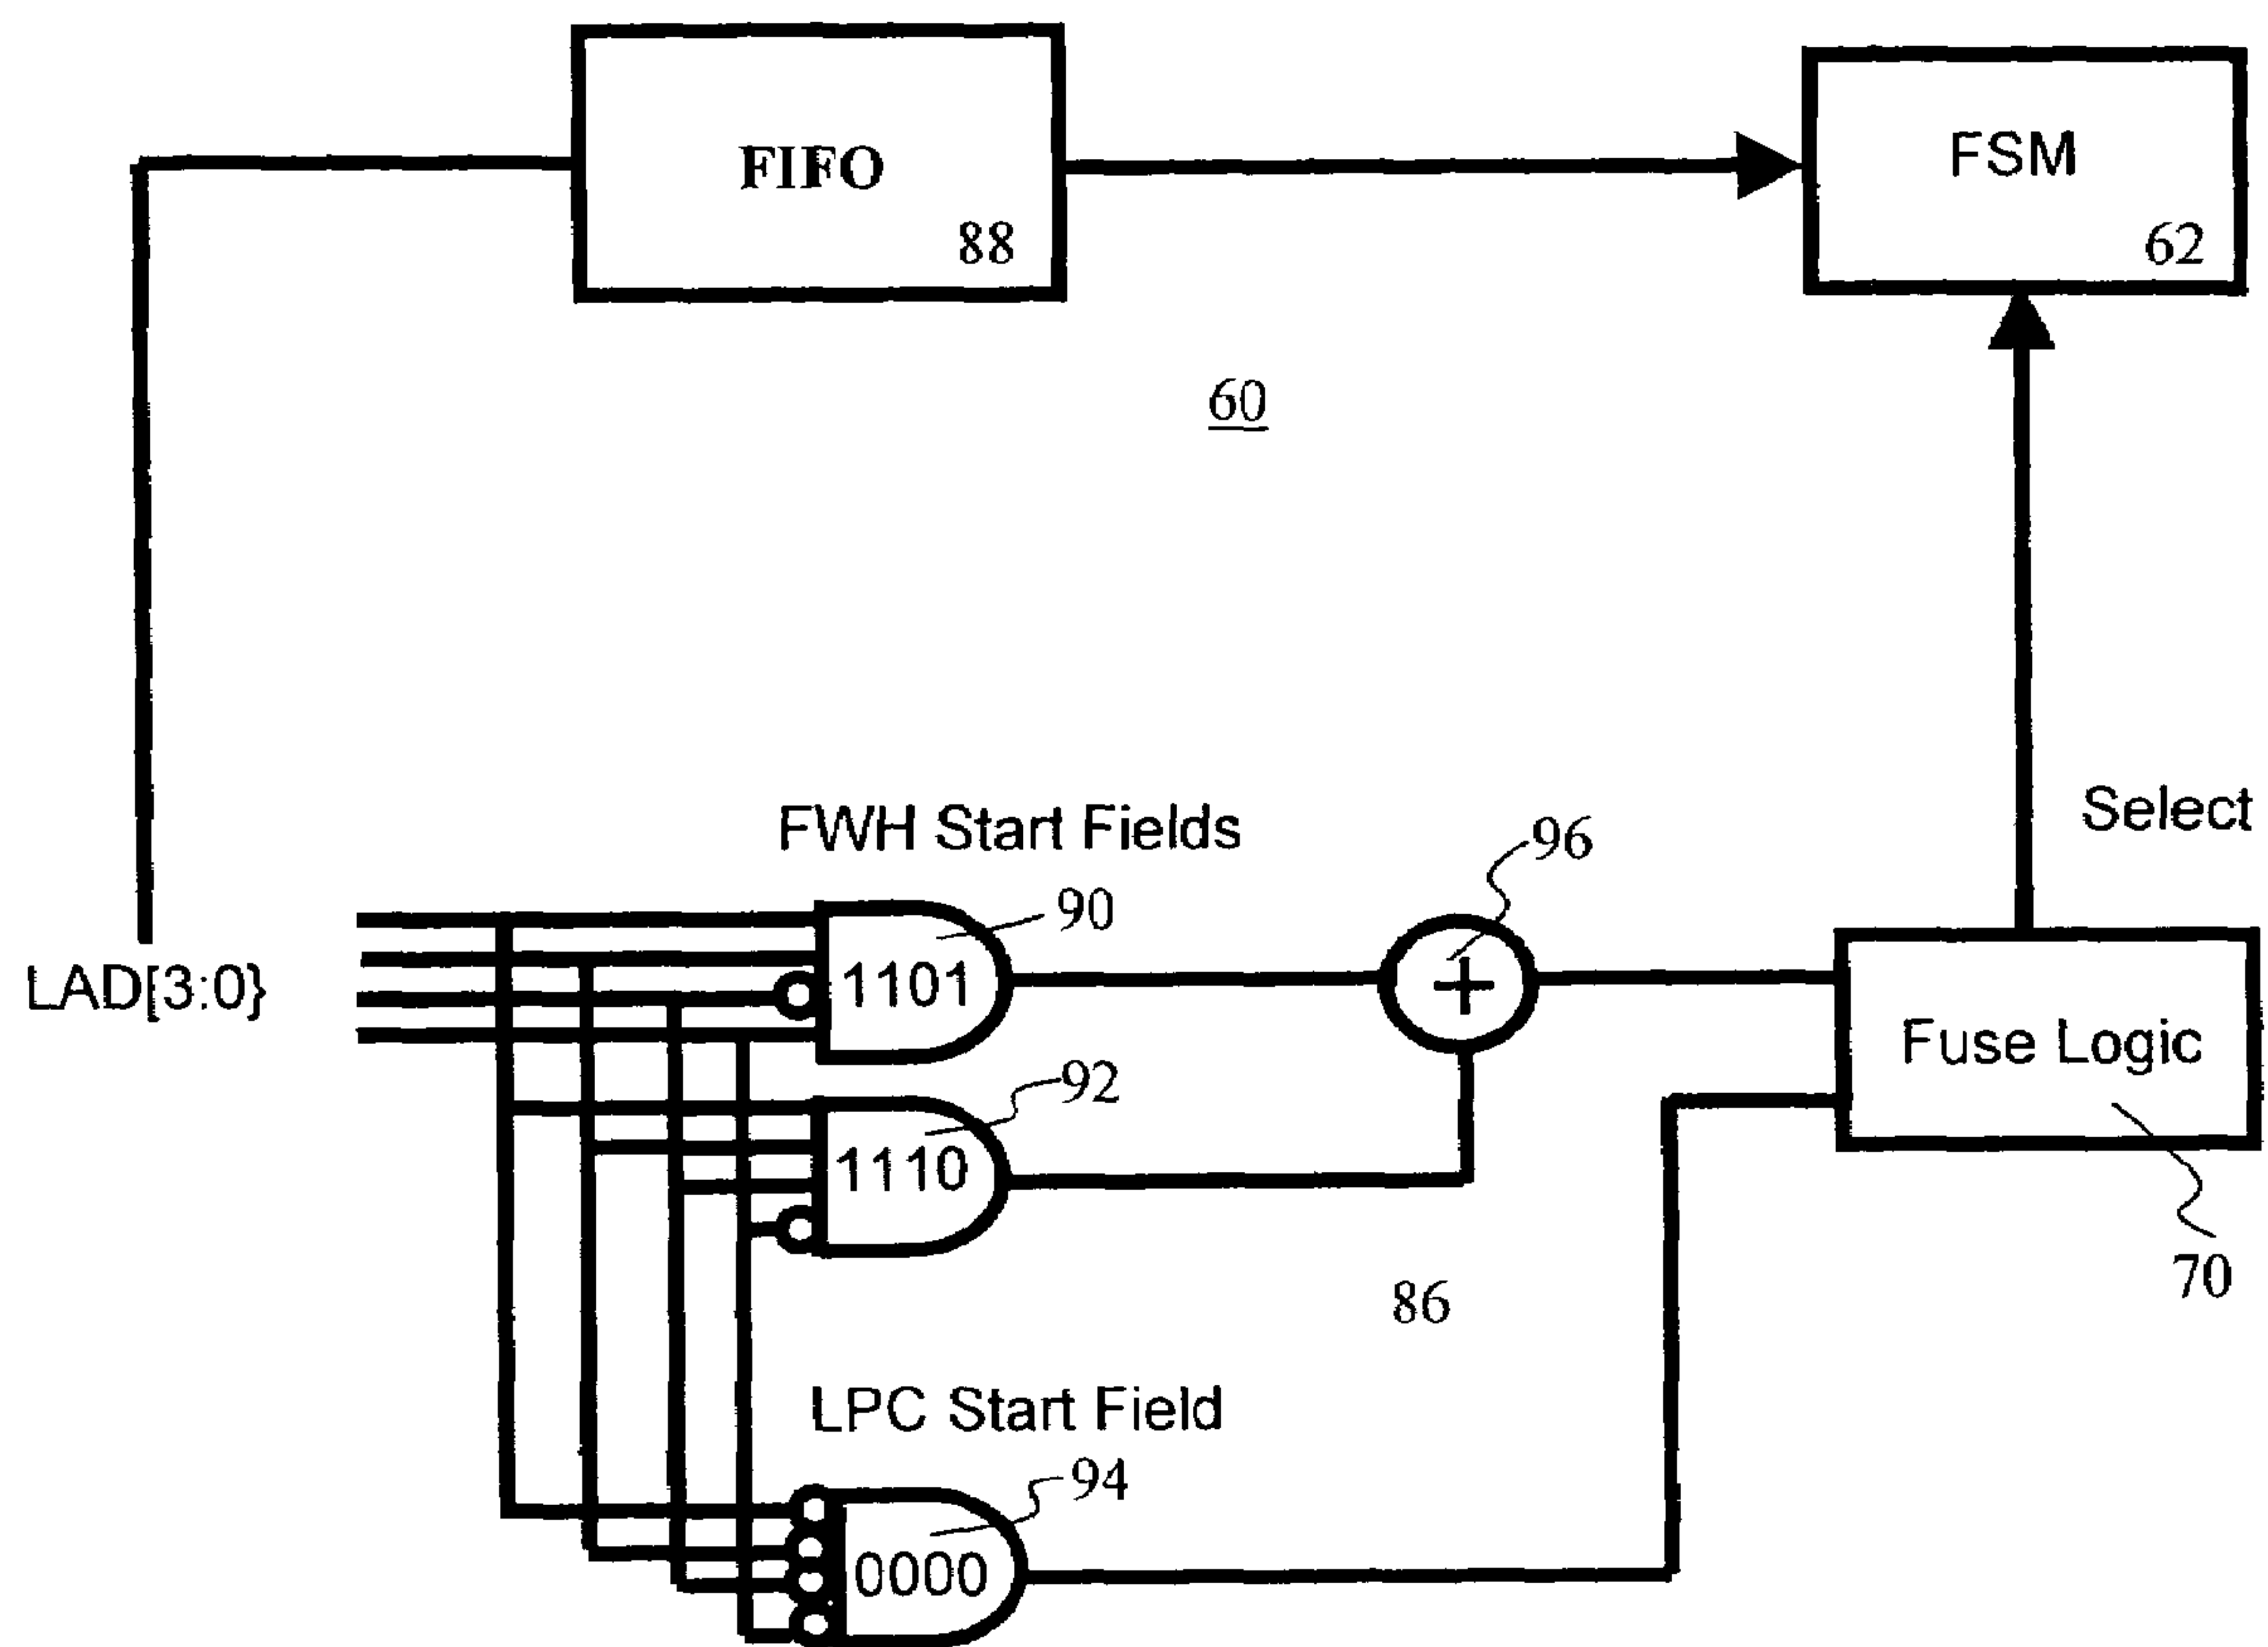 FIFO
88
FSM
62
60
Select
FWH Start Fields
96
90
LAD[3:0}
1101
+
Fuse Logic
92
1110
70
86
LPC Start Field
94
0000